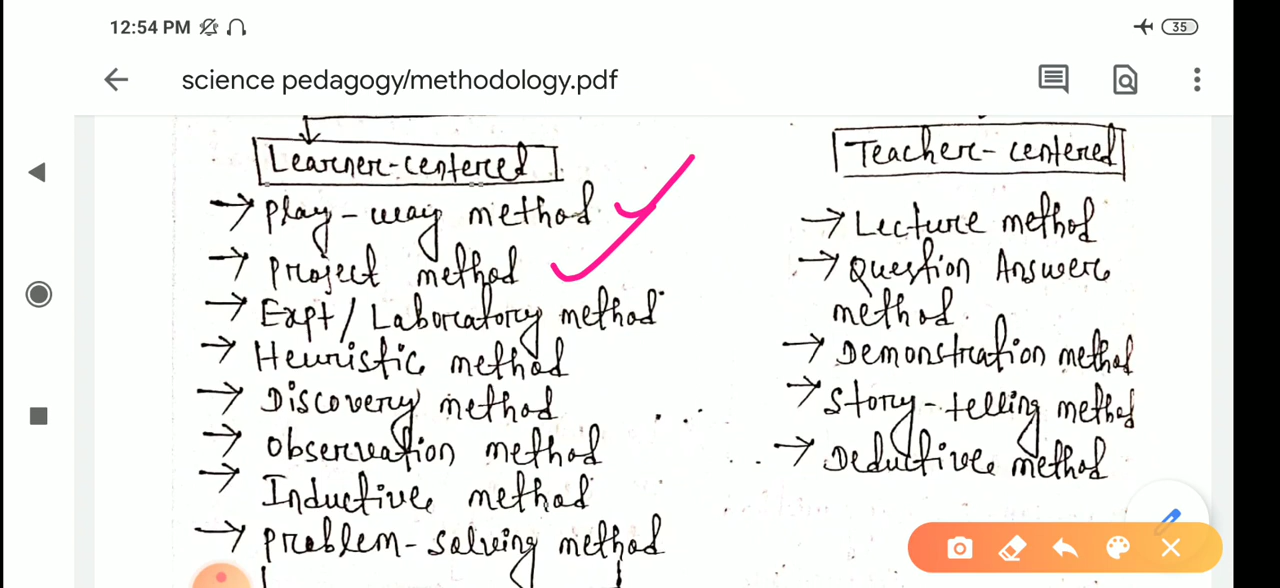 12:54 PM
35
science pedagogy/methodology.pdf
Learner-centered
→ Play-way method
→ Project method
→ Expt/Laboratory method
→ Heuristic method
→ Discovery method
→ Observation method
→ Inductive method
→ Problem-solving method
Teacher-centered
→ Lecture method
→ Question Answer
method.
→ Demonstration method
→ Story-telling method
→ Deductive method